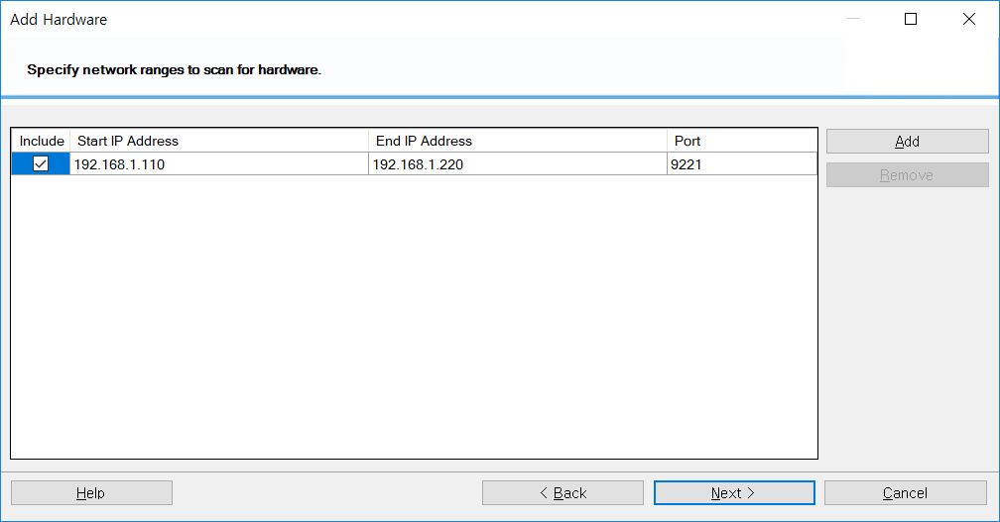 Add Hardware
Specify network ranges to scan for hardware.
Include Start IP Address End IP Address Port
192.168.1.110 192.168.1.220 9221
Add
Remove
Help < Back Next > Cancel